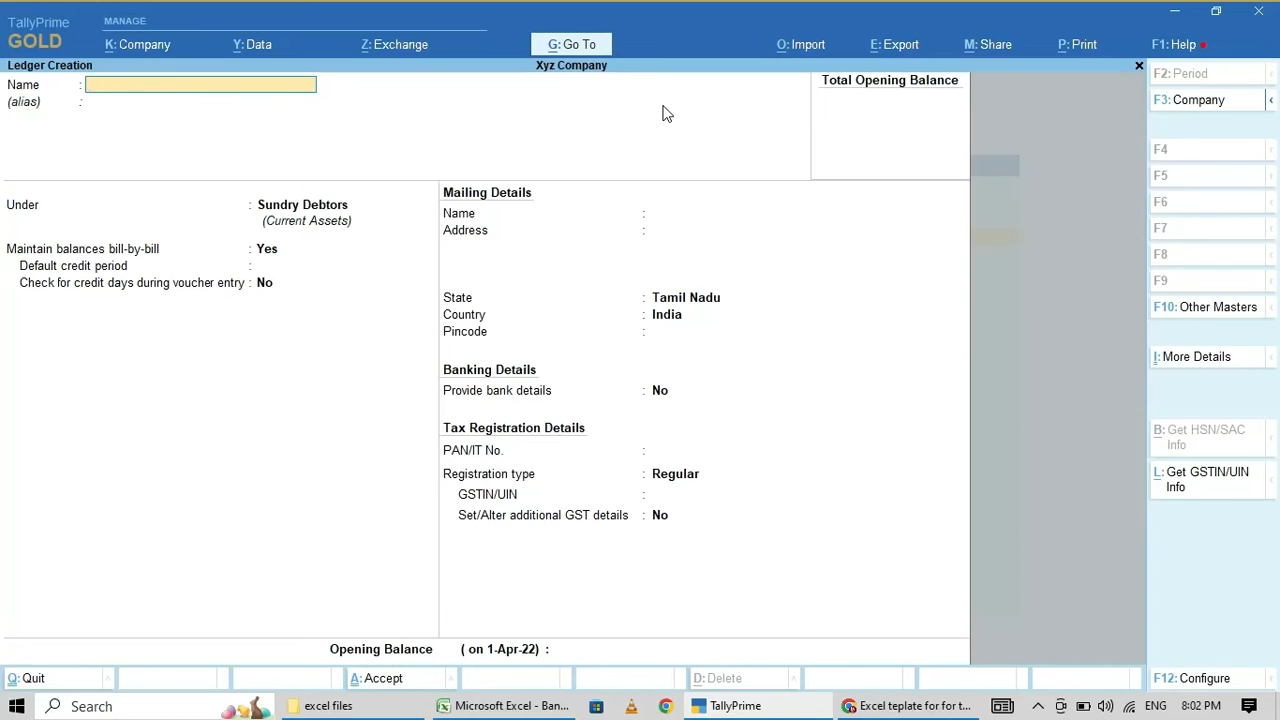 TallyPrime
GOLD
MANAGE
K: Company
Y: Data
Z: Exchange
G: Go To
O: Import
E: Export
M: Share
P: Print
F1: Help
Ledger Creation
Xyz Company
Name :
(alias) :
Total Opening Balance
Under : Sundry Debtors
(Current Assets)
Maintain balances bill-by-bill : Yes
Default credit period :
Check for credit days during voucher entry : No
Mailing Details
Name :
Address :
State : Tamil Nadu
Country : India
Pincode :
Banking Details
Provide bank details : No
Tax Registration Details
PAN/IT No. :
Registration type : Regular
GSTIN/UIN :
Set/Alter additional GST details : No
Opening Balance ( on 1-Apr-22) :
F2: Period
F3: Company
F4
F5
F6
F7
F8
F9
F10: Other Masters
I: More Details
B: Get HSN/SAC
Info
L: Get GSTIN/UIN
Info
Q: Quit
A: Accept
D: Delete
F12: Configure
Search
excel files
Microsoft Excel - Ban...
TallyPrime
Excel teplate for for t...
ENG
8:02 PM